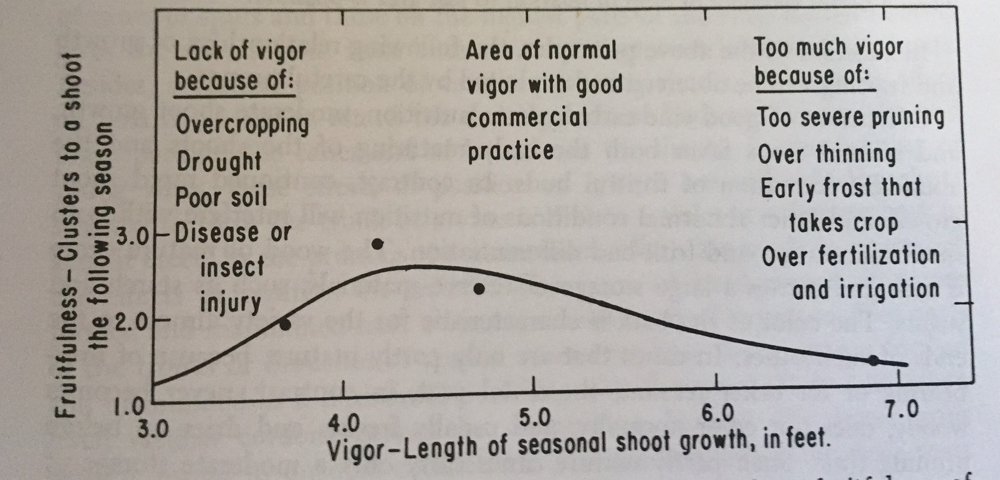 Lack of vigor
because of:
Overcropping
Drought
Poor soil
Disease or
insect
injury
Area of normal
vigor with good
commercial
practice
Too much vigor
because of:
Too severe pruning
Over thinning
Early frost that
takes crop
Over fertilization
and irrigation
Fruitfulness–Clusters to a shoot
the following season
3.0
2.0
1.0
3.0 4.0 5.0 6.0 7.0
Vigor–Length of seasonal shoot growth, in feet.